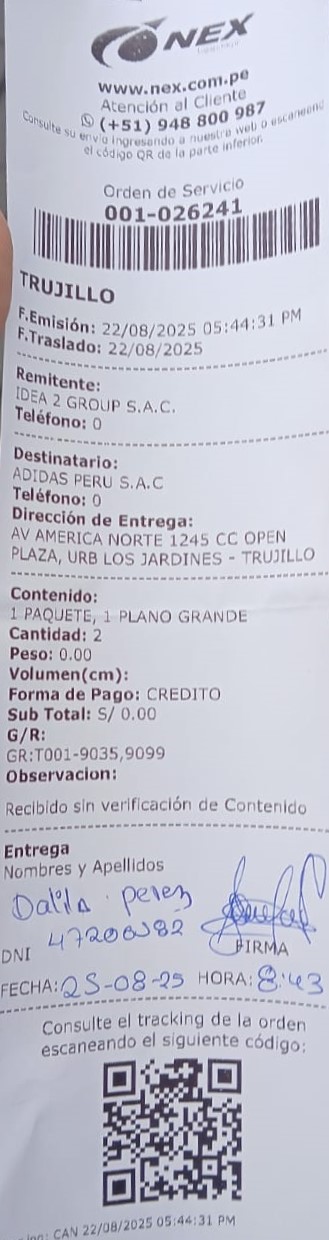 NEX
www.nex.com.pe
Atención al Cliente
(+51) 948 800 987
Consulte su envío ingresando a nuestra web o escaneando
el código QR de la parte inferior.
Orden de Servicio
001-026241
TRUJILLO
F.Emisión: 22/08/2025 05:44:31 PM
F.Traslado: 22/08/2025
Remitente:
IDEA 2 GROUP S.A.C.
Teléfono: 0
Destinatario:
ADIDAS PERU S.A.C
Teléfono: 0
Dirección de Entrega:
AV AMERICA NORTE 1245 CC OPEN
PLAZA, URB LOS JARDINES - TRUJILLO
Contenido:
1 PAQUETE, 1 PLANO GRANDE
Cantidad: 2
Peso: 0.00
Volumen(cm):
Forma de Pago: CREDITO
Sub Total: S/ 0.00
G/R:
GR:T001-9035,9099
Observacion:
Recibido sin verificación de Contenido
Entrega
Nombres y Apellidos
Dalila Perez
DNI
FIRMA
FECHA: 25-08-25 HORA: 8:43
Consulte el tracking de la orden
escaneando el siguiente código:
CAN 22/08/2025 05:44:31 PM